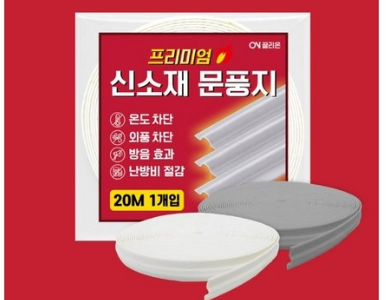 ON 끌리온
프리미엄
신소재 문풍지
온도 차단
외풍 차단
방음 효과
난방비 절감
20M 1개입